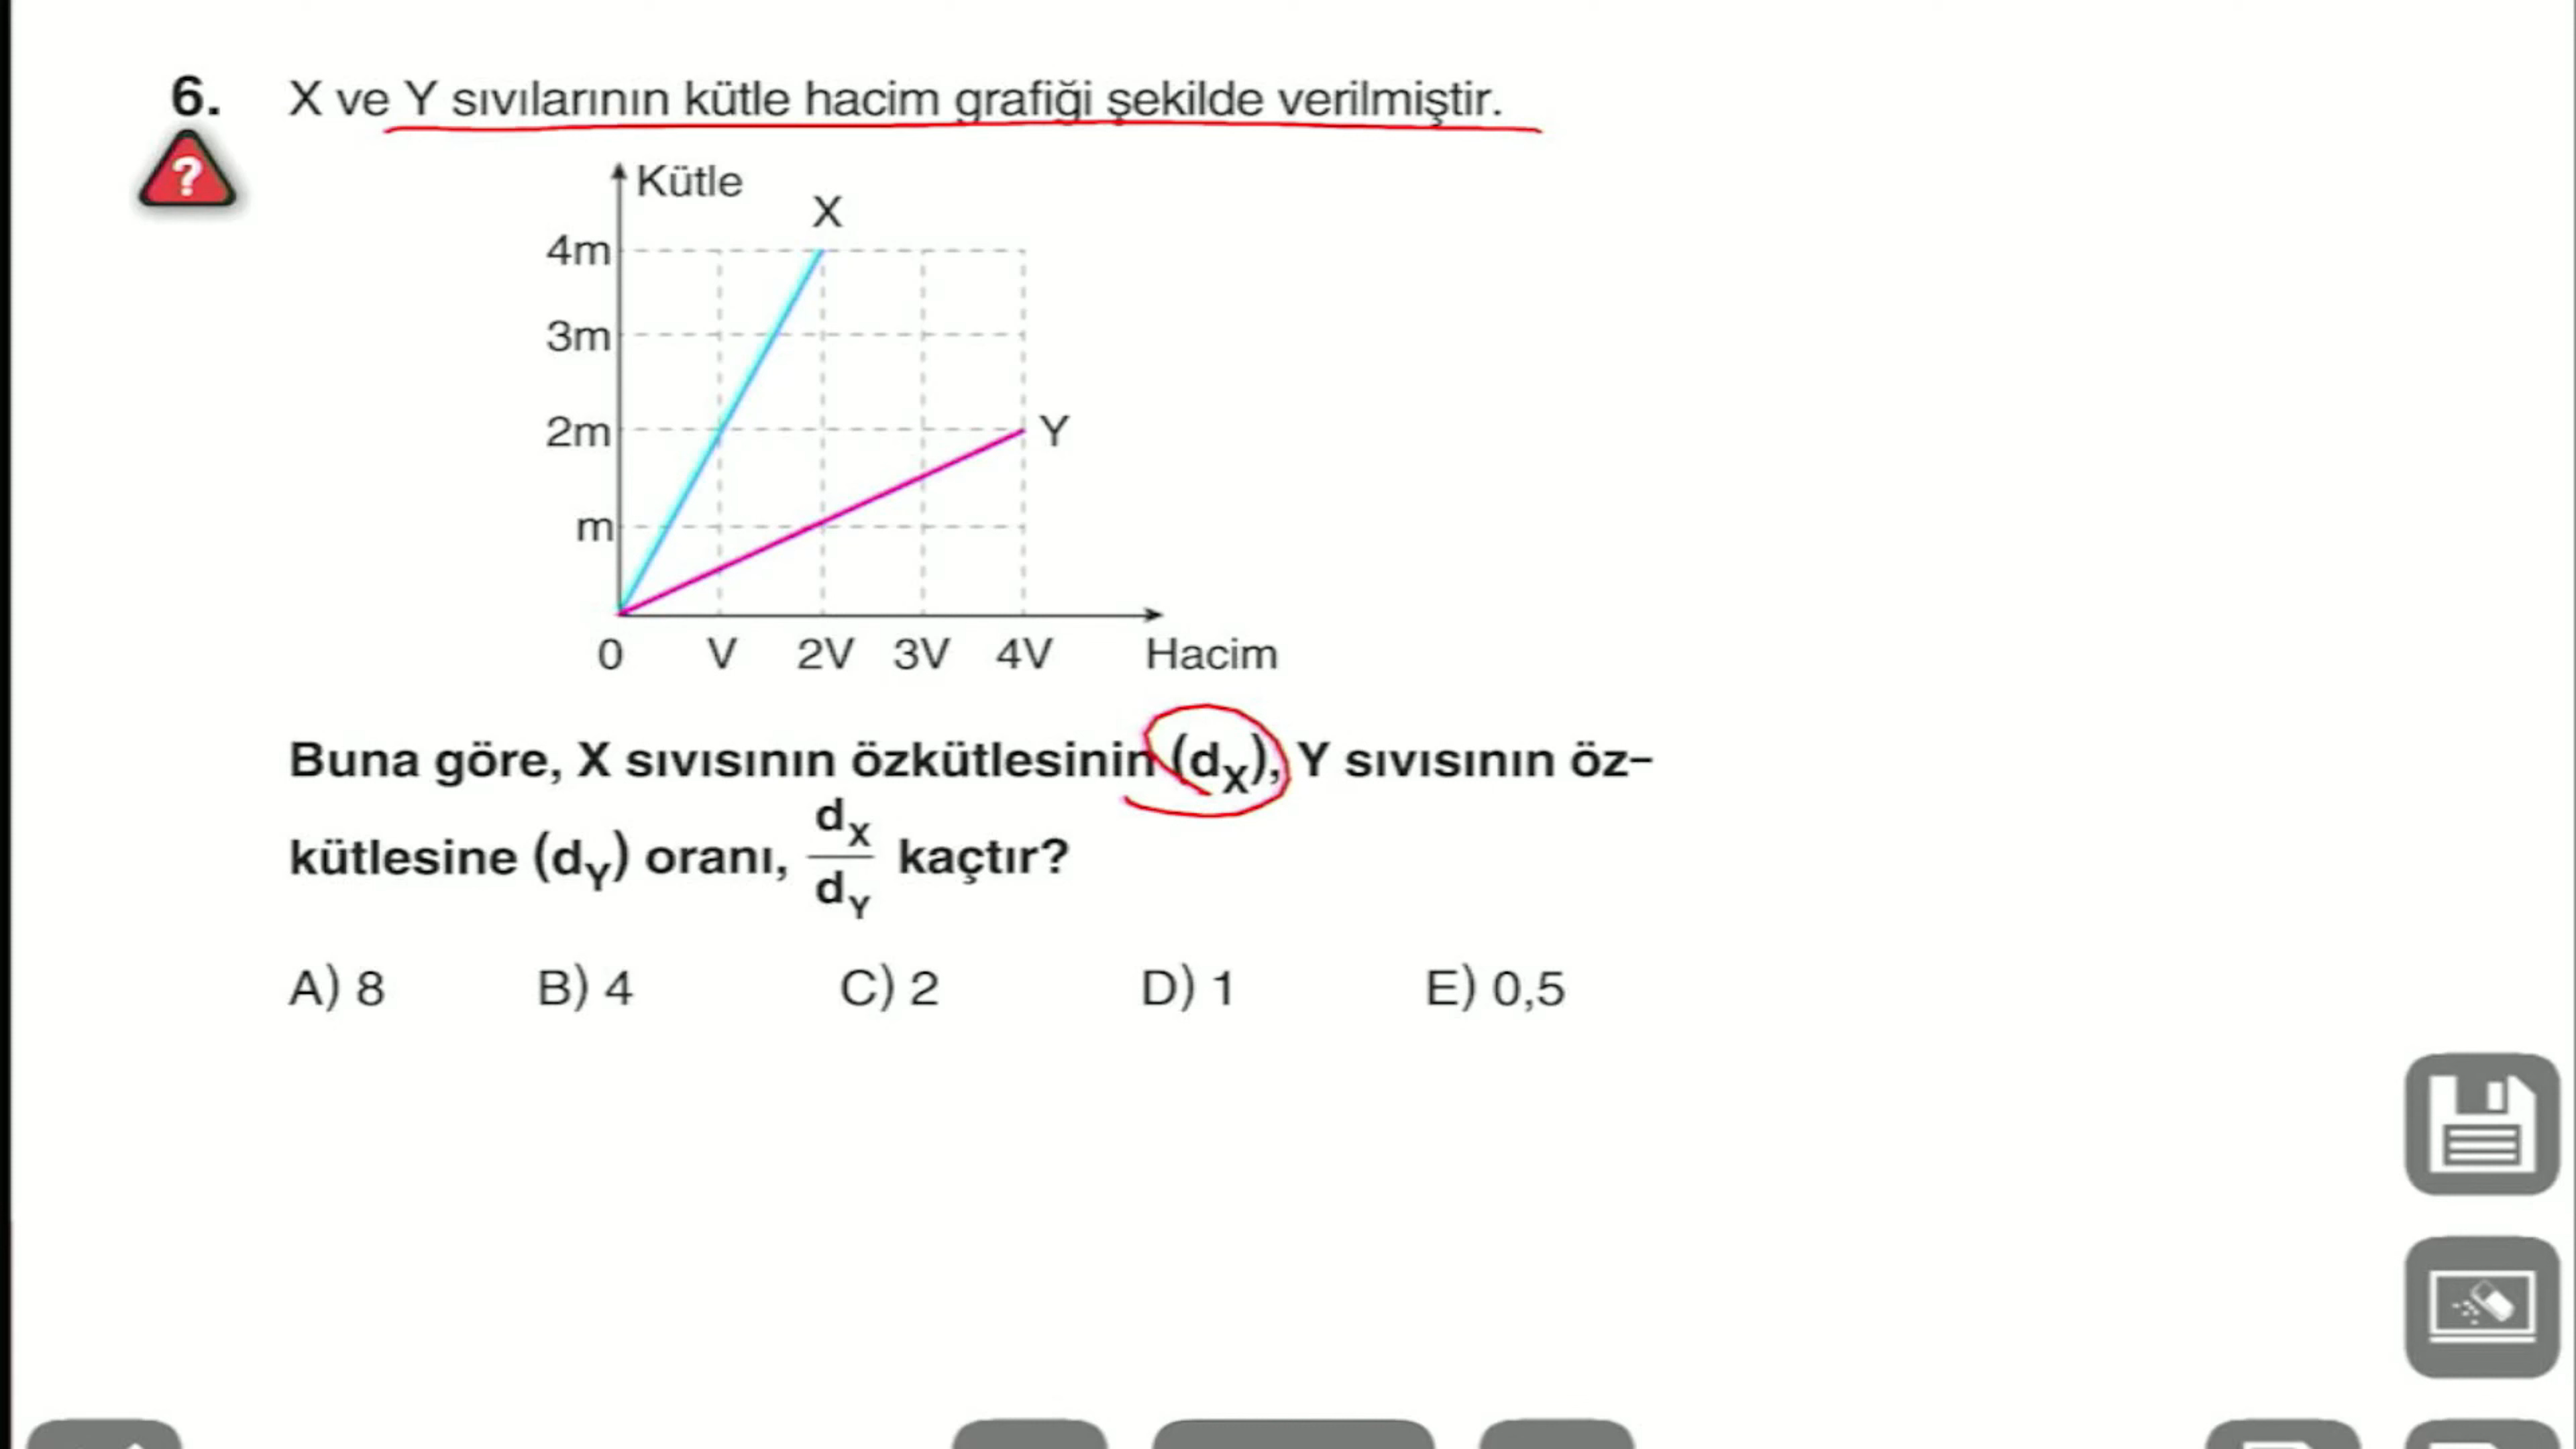 6. X ve Y sıvılarının kütle hacim grafiği şekilde verilmiştir.
?
Kütle
X
4m
3m
2m
Y
m
0 V 2V 3V 4V Hacim
Buna göre, X sıvısının özkütlesinin (dX), Y sıvısının öz-
kütlesine (dY) oranı, dX/dY kaçtır?
A) 8 B) 4 C) 2 D) 1 E) 0,5